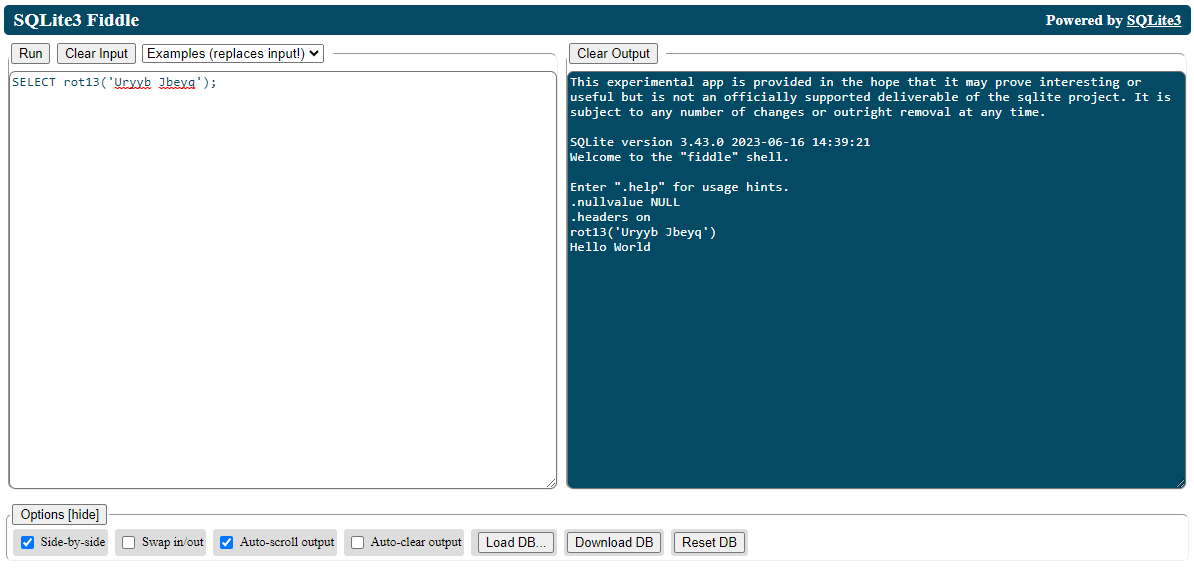 SQLite3 Fiddle
Powered by SQLite3
Run Clear Input Examples (replaces input!)
SELECT rot13('Uryyb Jbeyq');
Clear Output
This experimental app is provided in the hope that it may prove interesting or
useful but is not an officially supported deliverable of the sqlite project. It is
subject to any number of changes or outright removal at any time.
SQLite version 3.43.0 2023-06-16 14:39:21
Welcome to the "fiddle" shell.
Enter ".help" for usage hints.
.nullvalue NULL
.headers on
rot13('Uryyb Jbeyq')
Hello World
Options [hide]
Side-by-side Swap in/out Auto-scroll output Auto-clear output Load DB... Download DB Reset DB